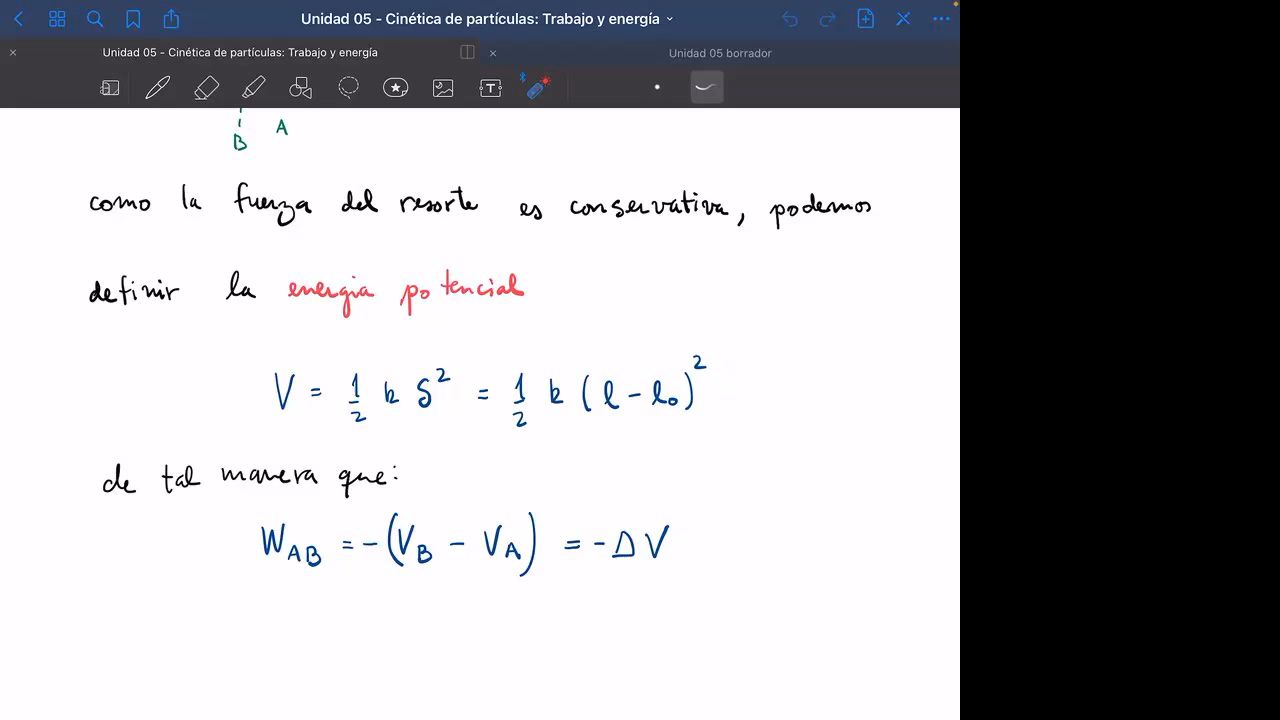 Unidad 05 - Cinética de partículas: Trabajo y energía
Unidad 05 - Cinética de partículas: Trabajo y energía
Unidad 05 borrador
B A
como la fuerza del resorte es conservativa, podemos
definir la energia potencial
V = 1/2 k δ² = 1/2 k (l - l₀)²
de tal manera que:
W_AB = -(V_B - V_A) = -Δ V